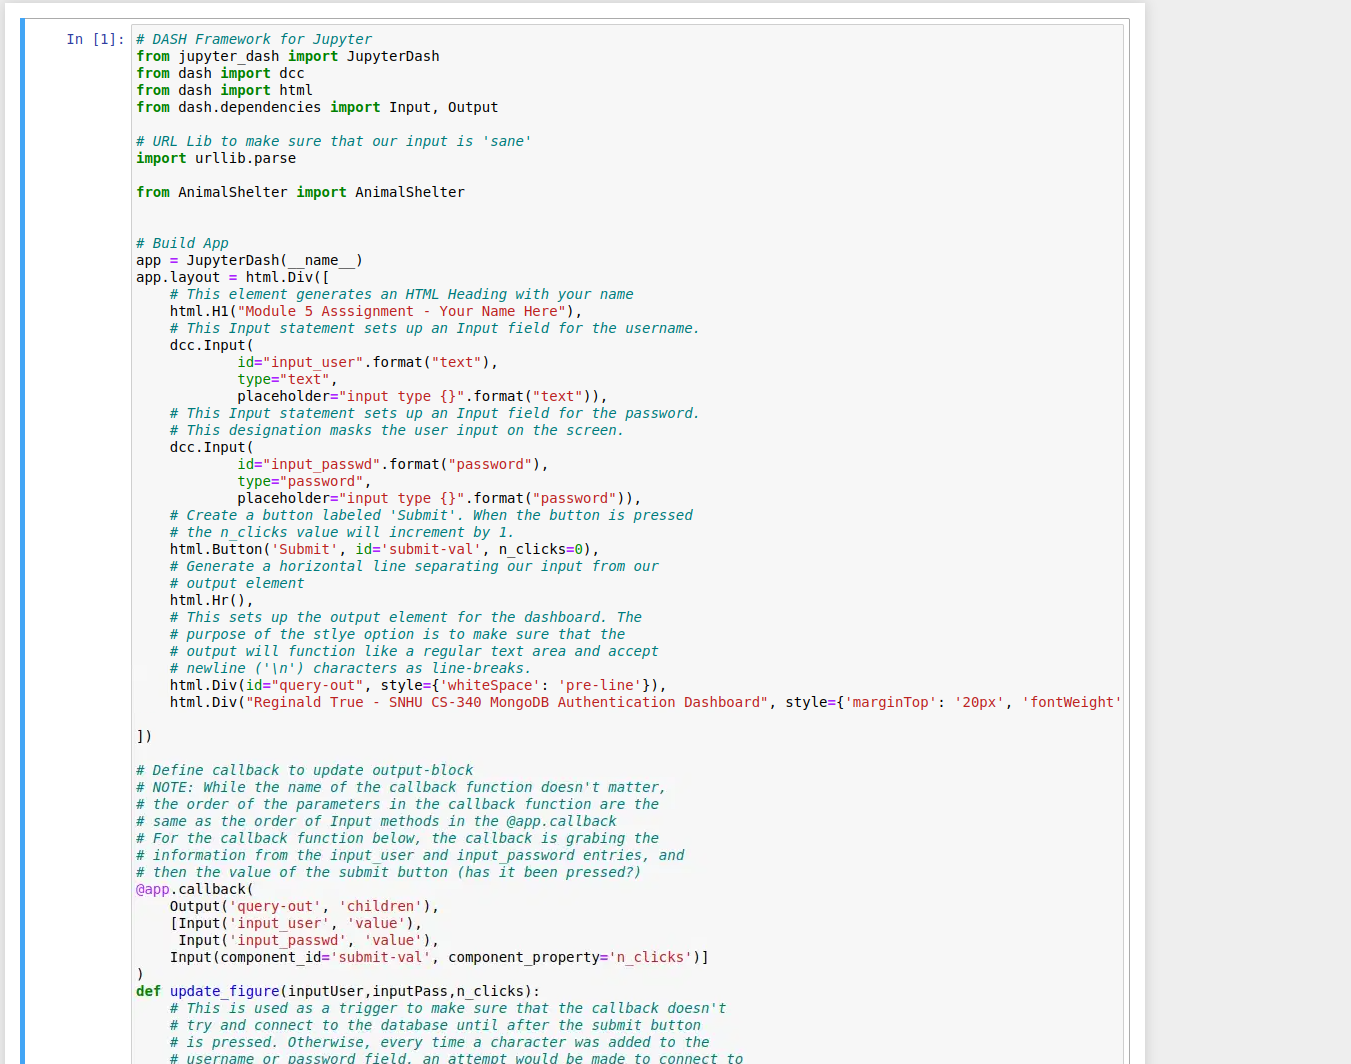 In [1]:
# DASH Framework for Jupyter
from jupyter_dash import JupyterDash
from dash import dcc
from dash import html
from dash.dependencies import Input, Output

# URL Lib to make sure that our input is 'sane'
import urllib.parse

from AnimalShelter import AnimalShelter


# Build App
app = JupyterDash(__name__)
app.layout = html.Div([
    # This element generates an HTML Heading with your name
    html.H1("Module 5 Asssignment - Your Name Here"),
    # This Input statement sets up an Input field for the username.
    dcc.Input(
            id="input_user".format("text"),
            type="text",
            placeholder="input type {}".format("text")),
    # This Input statement sets up an Input field for the password.
    # This designation masks the user input on the screen.
    dcc.Input(
            id="input_passwd".format("password"),
            type="password",
            placeholder="input type {}".format("password")),
    # Create a button labeled 'Submit'. When the button is pressed
    # the n_clicks value will increment by 1.
    html.Button('Submit', id='submit-val', n_clicks=0),
    # Generate a horizontal line separating our input from our
    # output element
    html.Hr(),
    # This sets up the output element for the dashboard. The
    # purpose of the stlye option is to make sure that the
    # output will function like a regular text area and accept
    # newline ('\n') characters as line-breaks.
    html.Div(id="query-out", style={'whiteSpace': 'pre-line'}),
    html.Div("Reginald True - SNHU CS-340 MongoDB Authentication Dashboard", style={'marginTop': '20px', 'fontWeight'

])

# Define callback to update output-block
# NOTE: While the name of the callback function doesn't matter,
# the order of the parameters in the callback function are the
# same as the order of Input methods in the @app.callback
# For the callback function below, the callback is grabing the
# information from the input_user and input_password entries, and
# then the value of the submit button (has it been pressed?)
@app.callback(
    Output('query-out', 'children'),
    [Input('input_user', 'value'),
     Input('input_passwd', 'value'),
    Input(component_id='submit-val', component_property='n_clicks')]
)
def update_figure(inputUser,inputPass,n_clicks):
    # This is used as a trigger to make sure that the callback doesn't
    # try and connect to the database until after the submit button
    # is pressed. Otherwise, every time a character was added to the
    # username or password field, an attempt would be made to connect to